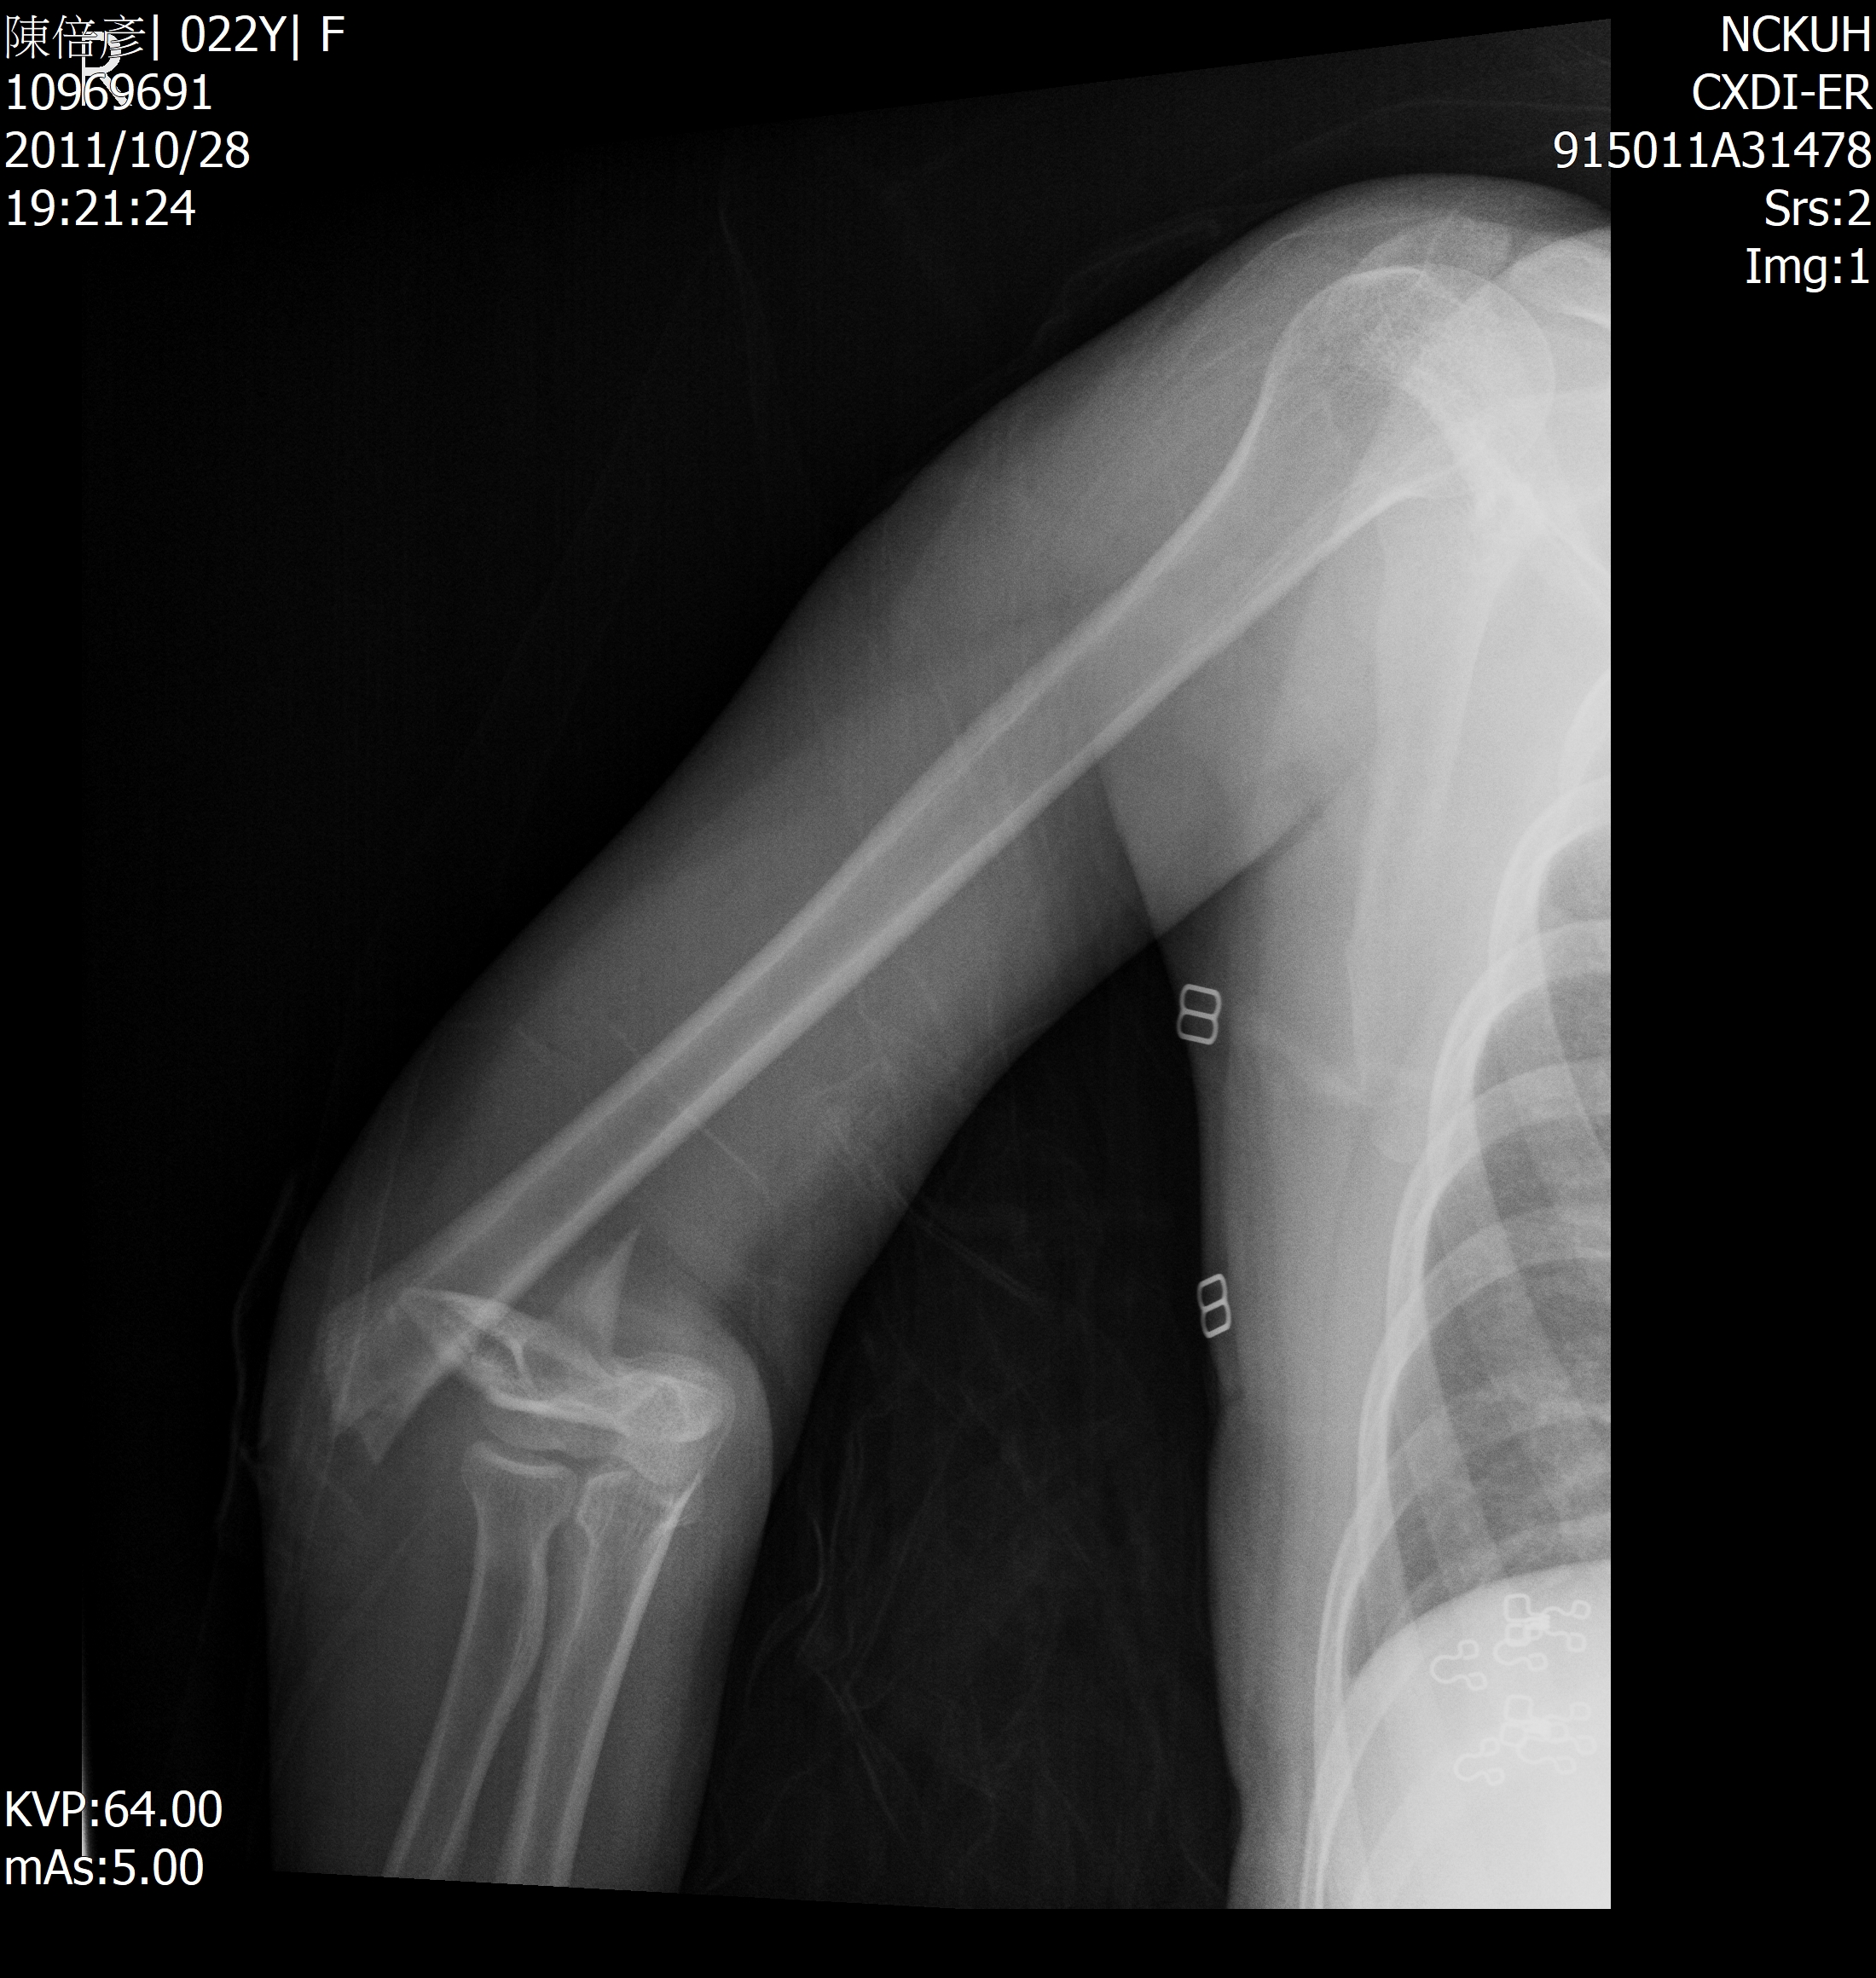 陳倍彥| 022Y| F
R
10969691
2011/10/28
19:21:24
NCKUH
CXDI-ER
915011A31478
Srs:2
Img:1
KVP:64.00
mAs:5.00